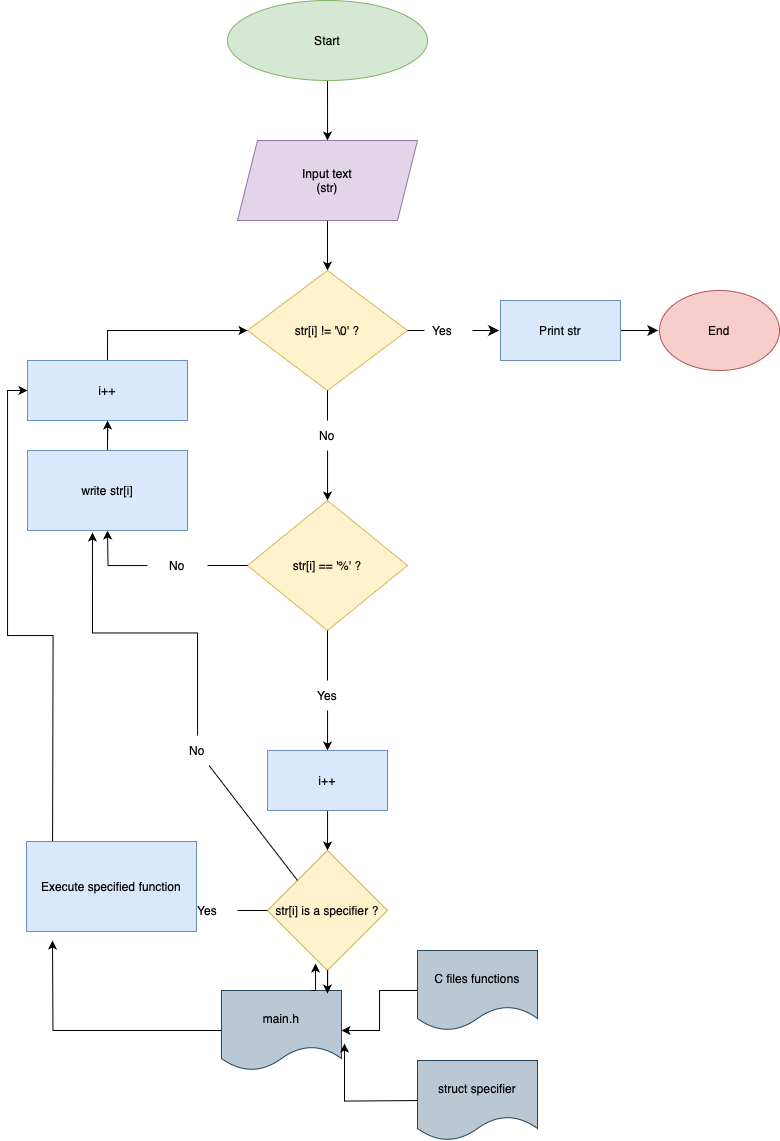 Start
Input text
(str)
str[i] != '\0' ?
Yes
Print str
End
i++
No
write str[i]
str[i] == '%' ?
No
Yes
No
i++
Execute specified function
Yes
str[i] is a specifier ?
C files functions
main.h
struct specifier